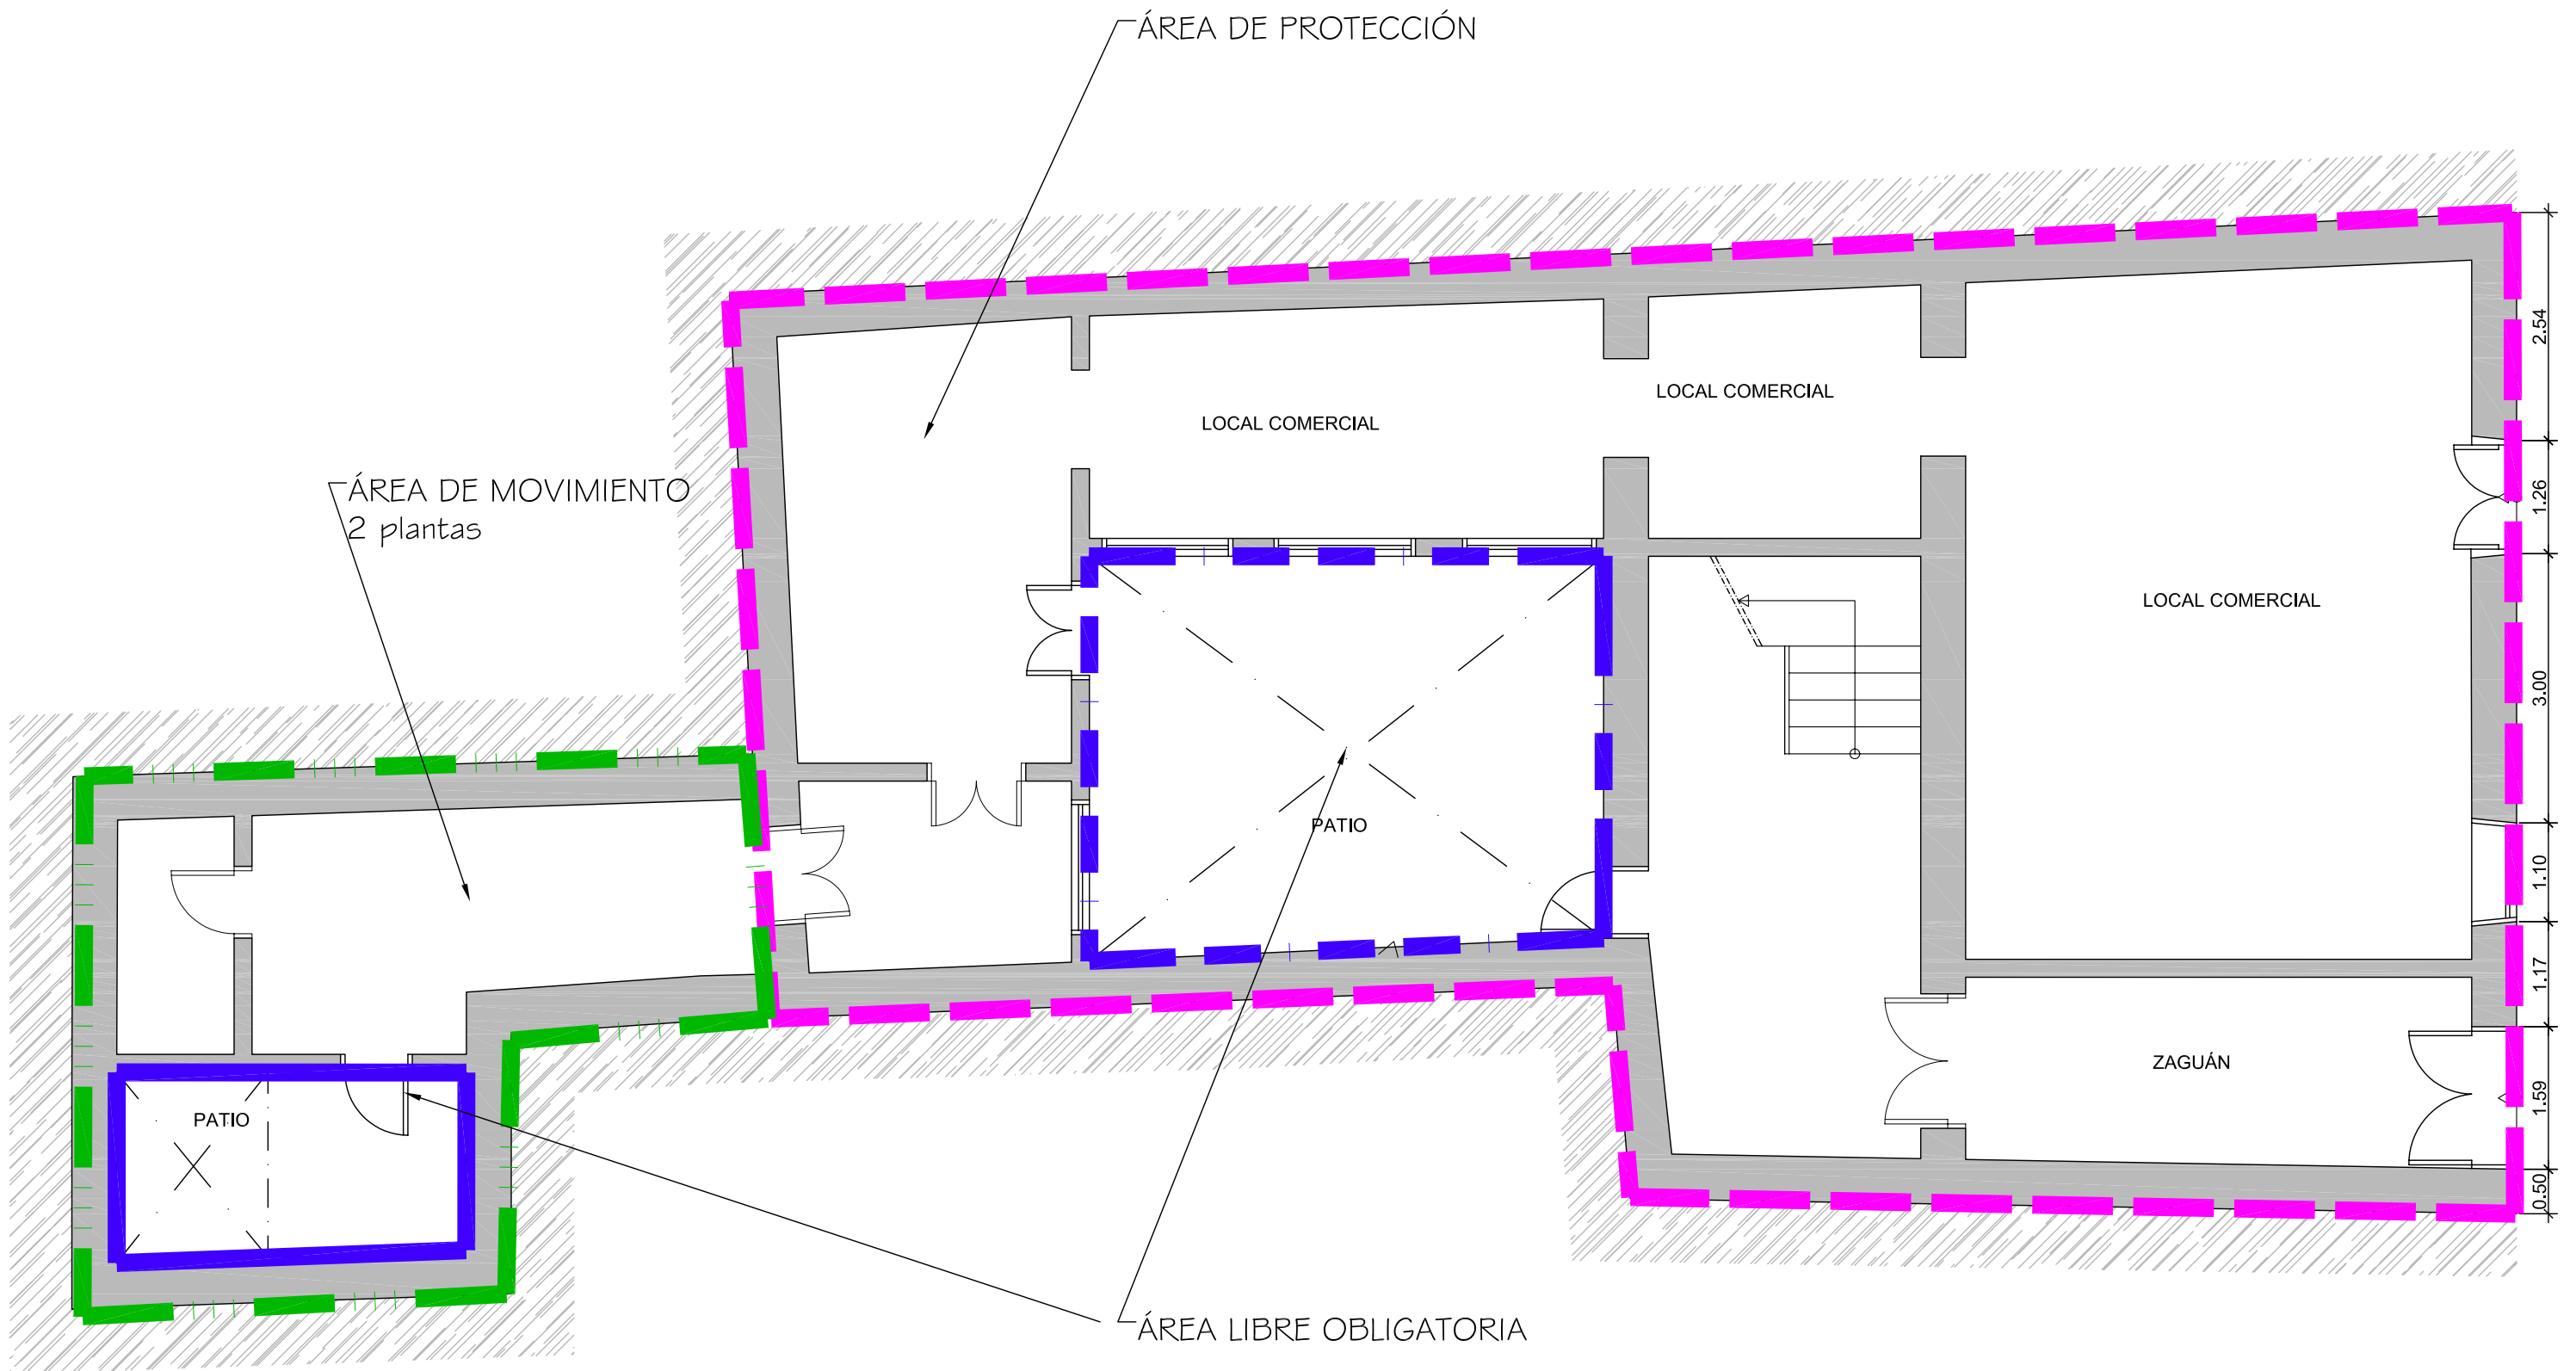 ÁREA DE PROTECCIÓN
2.54
LOCAL COMERCIAL
LOCAL COMERCIAL
ÁREA DE MOVIMIENTO
2 plantas
1.26
LOCAL COMERCIAL
3.00
PATIO
1.10
1.17
ZAGUÁN
1.59
PATIO
0.50
ÁREA LIBRE OBLIGATORIA